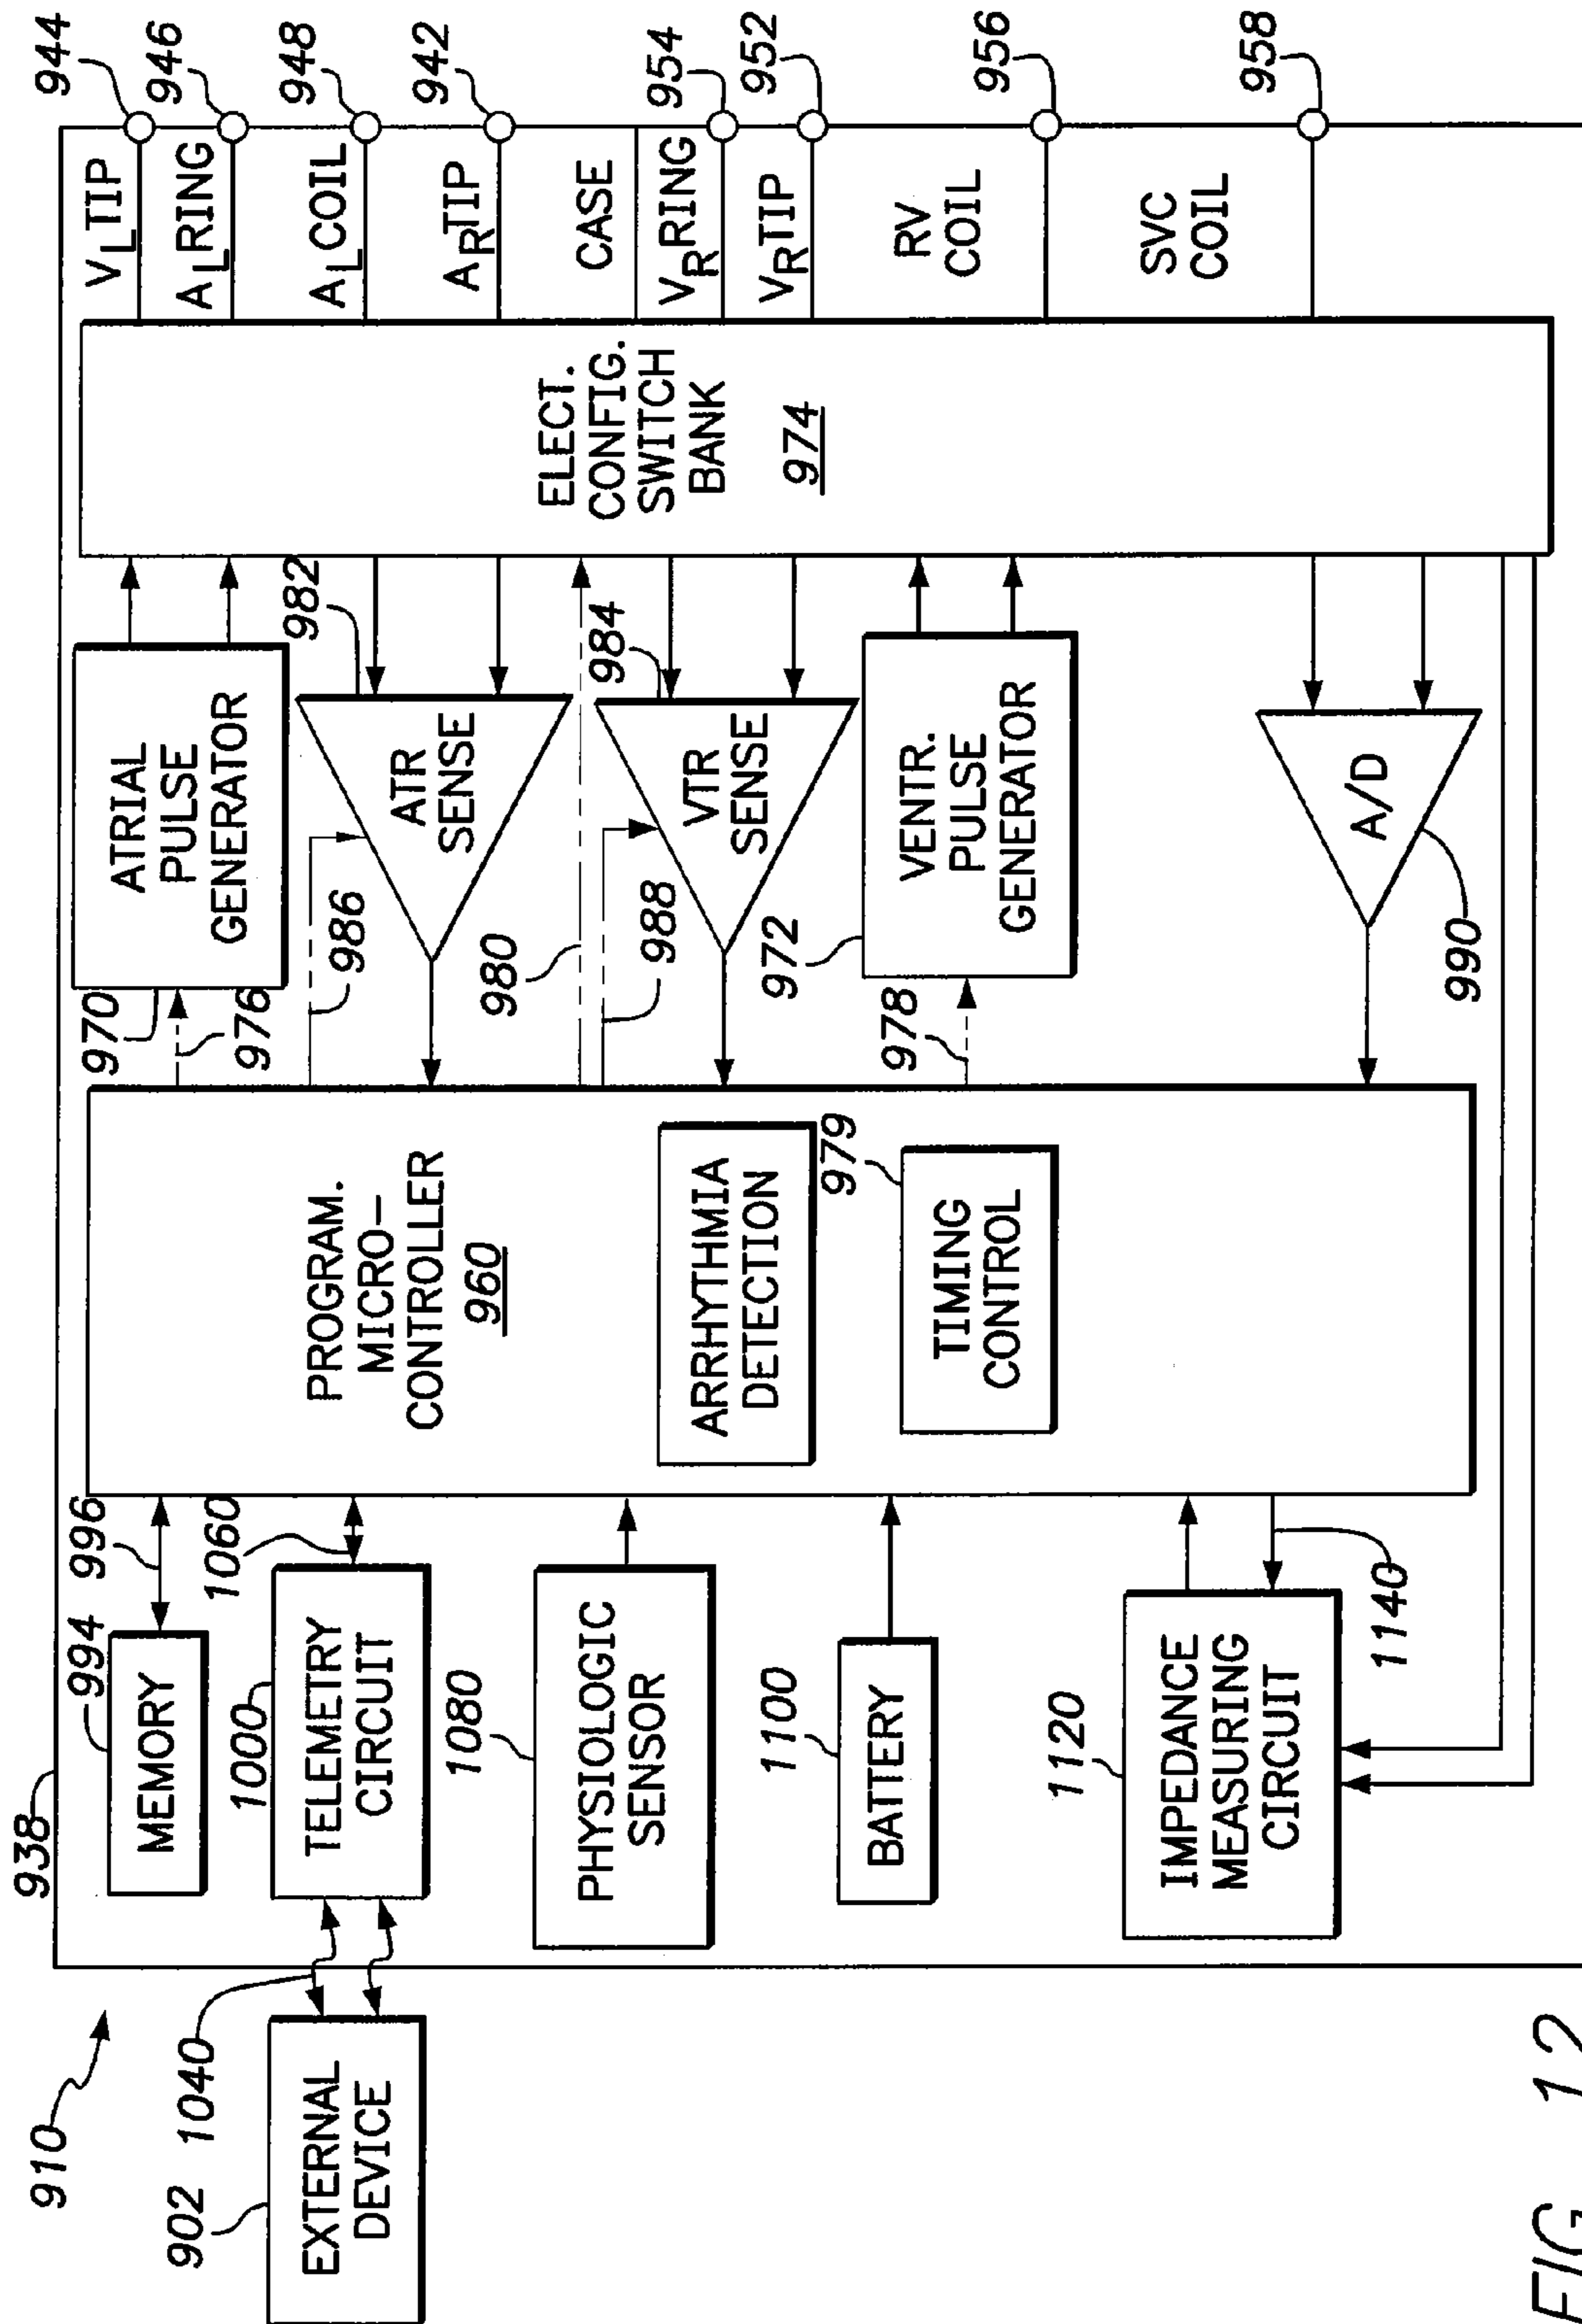 910
938
902
EXTERNAL
DEVICE
1040
994
MEMORY
996
1000
TELEMETRY
CIRCUIT
1060
1080
PHYSIOLOGIC
SENSOR
1100
BATTERY
1120
IMPEDANCE
MEASURING
CIRCUIT
1140
PROGRAM.
MICRO-
CONTROLLER
960
ARRHYTHMIA
DETECTION
979
TIMING
CONTROL
970
976
ATRIAL
PULSE
GENERATOR
986
982
ATR
SENSE
980
988
984
VTR
SENSE
972
978
VENTR.
PULSE
GENERATOR
A/D
990
ELECT.
CONFIG.
SWITCH
BANK
974
VLTIP
944
ALRING
946
ALCOIL
948
ARTIP
942
CASE
VRRING
954
VRTIP
952
RV
COIL
956
SVC
COIL
958
FIG. 12